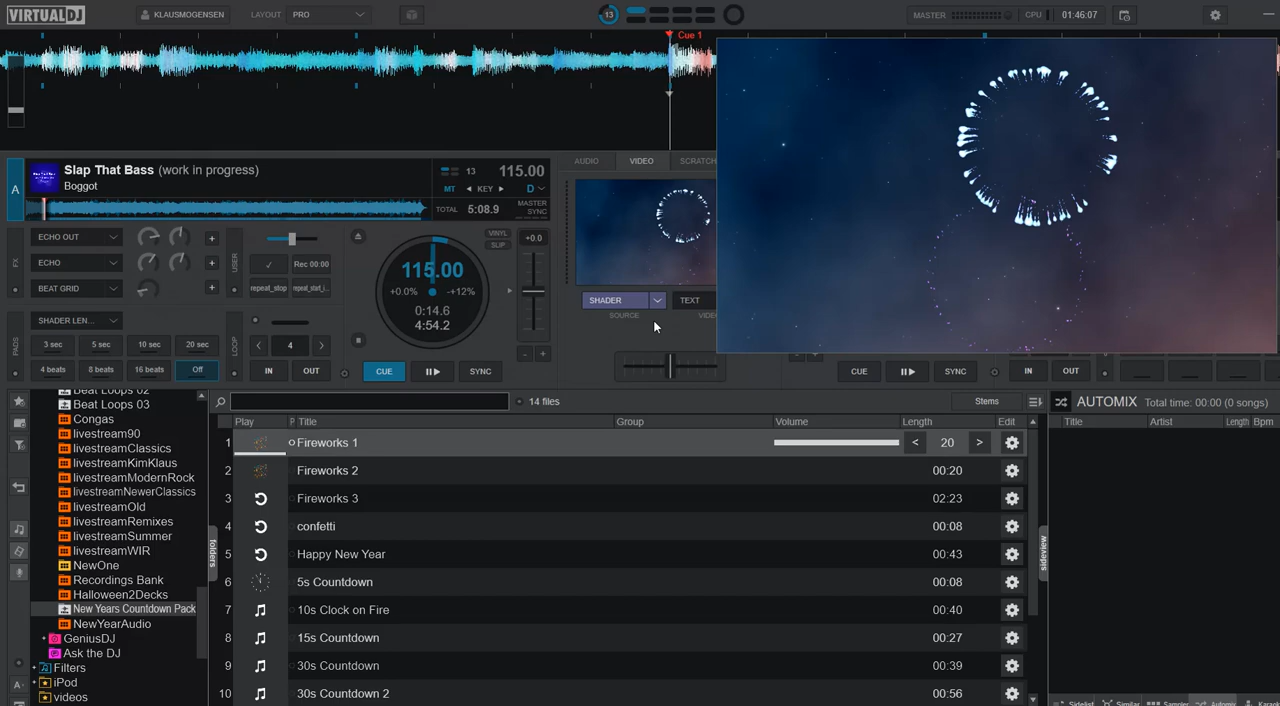 VIRTUALDJ
KLAUSMOGENSEN
LAYOUT PRO
13
MASTER
CPU
01:46:07
Cue 1
A
Slap That Bass (work in progress)
Boggot
13 115.00
MT KEY D
TOTAL 5:08.9 MASTER SYNC
AUDIO VIDEO SCRATCH
FX
ECHO OUT
ECHO
BEAT GRID
USER
Rec 00:00
repeat_stop
VINYL
SLIP
+0.0
115.00
+0.0% +-12%
0:14.6
4:54.2
SHADER TEXT
SOURCE
PADS
SHADER LEN...
3 sec 5 sec 10 sec 20 sec
4 beats 8 beats 16 beats Off
LOOP
< 4 >
IN OUT
CUE SYNC
CUE SYNC
IN OUT
Beat Loops 02
Beat Loops 03
Congas
livestream90
livestreamClassics
livestreamKimKlaus
livestreamModernRock
livestreamNewerClassics
livestreamOld
livestreamRemixes
livestreamSummer
livestreamWIR
NewOne
Recordings Bank
Halloween2Decks
New Years Countdown Pack
NewYearAudio
GeniusDJ
Ask the DJ
Filters
iPod
videos
folders
14 files
Stems
Play Title Group Volume Length Edit
1 Fireworks 1 < 20 >
2 Fireworks 2 00:20
3 Fireworks 3 02:23
4 confetti 00:08
5 Happy New Year 00:43
6 5s Countdown 00:08
7 10s Clock on Fire 00:40
8 15s Countdown 00:27
9 30s Countdown 00:39
10 30s Countdown 2 00:56
sideview
AUTOMIX Total time: 00:00 (0 songs)
Title Artist Length Bpm
Sidelist Similar Sampler Automix